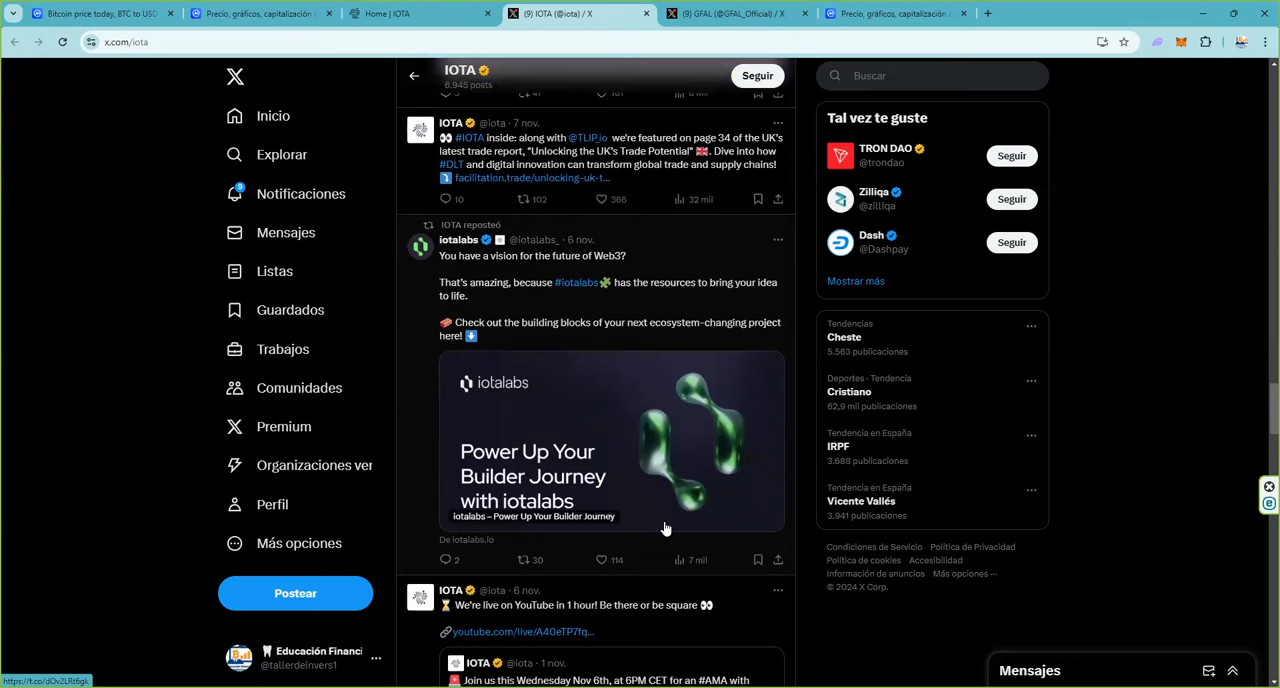 Bitcoin price today, BTC to USD
Precio, gráficos, capitalización
Home | IOTA
(9) IOTA (@iota) / X
(9) GFAL (@GFAL_Official) / X
Precio, gráficos, capitalización
x.com/iota
IOTA
6.945 posts
Seguir
Inicio
Explorar
9
Notificaciones
Mensajes
Listas
Guardados
Trabajos
Comunidades
Premium
Organizaciones ver
Perfil
Más opciones
Postear
Educación Financi
@tallerdeinvers1
https://t.co/dOv2LRt6gk
IOTA @iota · 7 nov.
#IOTA inside: along with @TLIP_io we're featured on page 34 of the UK's
latest trade report, "Unlocking the UK's Trade Potential" 🇬🇧. Dive into how
#DLT and digital innovation can transform global trade and supply chains!
facilitation.trade/unlocking-uk-t...
10 102 366 32 mil
IOTA reposteó
iotalabs @iotalabs_ · 6 nov.
You have a vision for the future of Web3?
That's amazing, because #iotalabs has the resources to bring your idea
to life.
Check out the building blocks of your next ecosystem-changing project
here!
iotalabs
Power Up Your
Builder Journey
with iotalabs
iotalabs – Power Up Your Builder Journey
De iotalabs.io
2 30 114 7 mil
IOTA @iota · 6 nov.
We're live on YouTube in 1 hour! Be there or be square
youtube.com/live/A40eTP7fq...
IOTA @iota · 1 nov.
Join us this Wednesday Nov 6th, at 6PM CET for an #AMA with
Buscar
Tal vez te guste
TRON DAO
@trondao
Seguir
Zilliqa
@zilliqa
Seguir
Dash
@Dashpay
Seguir
Mostrar más
Tendencias
Cheste
5.563 publicaciones
Deportes · Tendencia
Cristiano
62,9 mil publicaciones
Tendencia en España
IRPF
3.688 publicaciones
Tendencia en España
Vicente Vallés
3.941 publicaciones
Condiciones de Servicio Política de Privacidad
Política de cookies Accesibilidad
Información de anuncios Más opciones ···
© 2024 X Corp.
Mensajes